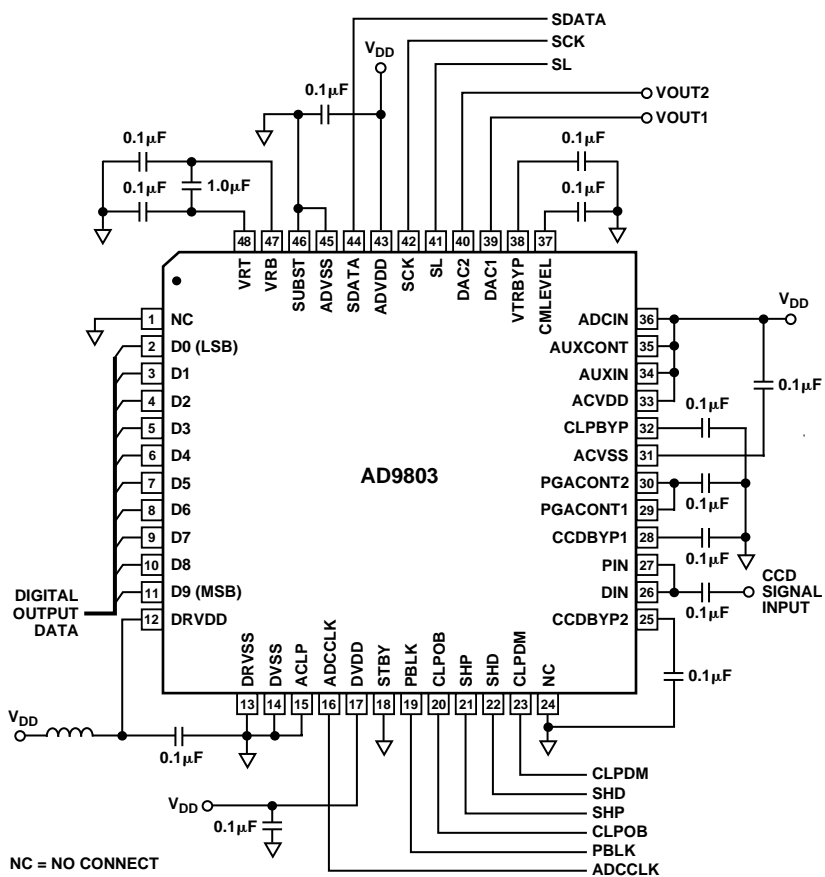 SDATA
SCK
SL
VDD
VOUT2
VOUT1
0.1µF
0.1µF
0.1µF
0.1µF
1.0µF
0.1µF
48 47 46 45 44 43 42 41 40 39 38 37
VRT VRB SUBST ADVSS SDATA ADVDD SCK SL DAC2 DAC1 VTRBYP CMLEVEL
1 NC
2 D0 (LSB)
3 D1
4 D2
5 D3
6 D4
7 D5
8 D6
9 D7
10 D8
11 D9 (MSB)
12 DRVDD
DIGITAL
OUTPUT
DATA
AD9803
ADCIN 36
AUXCONT 35
AUXIN 34
ACVDD 33
CLPBYP 32
ACVSS 31
PGACONT2 30
PGACONT1 29
CCDBYP1 28
PIN 27
DIN 26
CCDBYP2 25
VDD
0.1µF
0.1µF
0.1µF
0.1µF
0.1µF
CCD
SIGNAL
INPUT
0.1µF
DRVSS DVSS ACLP ADCCLK DVDD STBY PBLK CLPOB SHP SHD CLPDM NC
13 14 15 16 17 18 19 20 21 22 23 24
VDD
0.1µF
VDD
0.1µF
CLPDM
SHD
SHP
CLPOB
PBLK
ADCCLK
NC = NO CONNECT